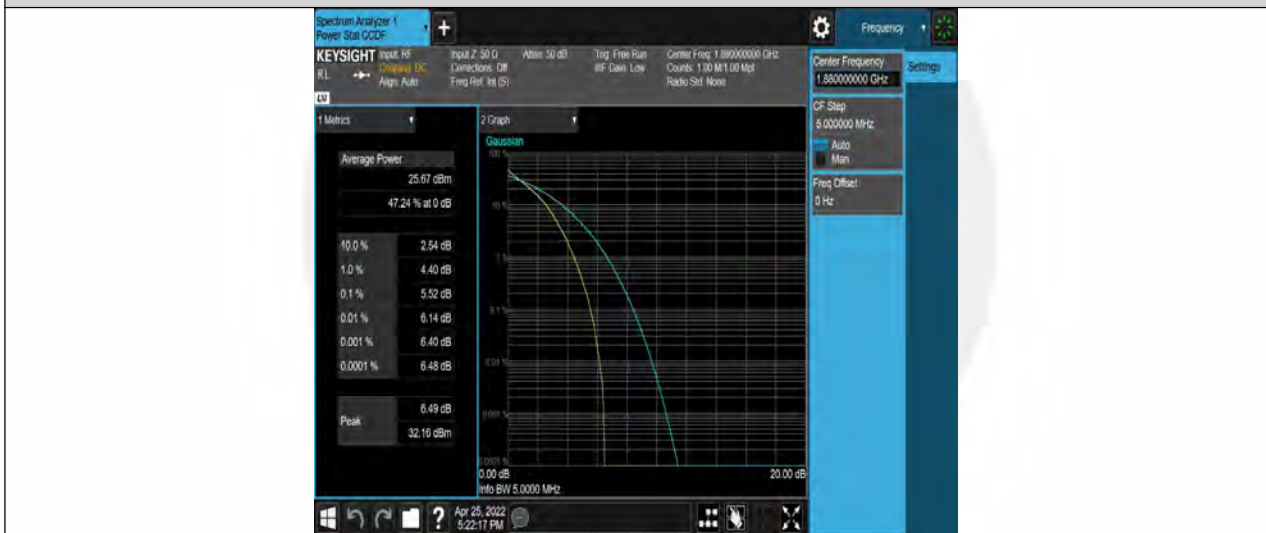 Spectrum Analyzer 1
Power Stat CCDF
Frequency
KEYSIGHT Input: RF
RL
Coupling: DC
Align: Auto
Input Z: 50 Ω
Corrections: Off
Freq Ref: Int (S)
Atten: 50 dB
Trig: Free Run
#IF Gain: Low
Center Freq: 1.880000000 GHz
Counts: 1.00 M/1.00 Mpt
Radio Std: None
LV
Center Frequency
1.880000000 GHz
Settings
CF Step
5.000000 MHz
Auto
Man
Freq Offset
0 Hz
1 Metrics
Average Power
25.67 dBm
47.24 % at 0 dB
10.0 % 2.54 dB
1.0 % 4.40 dB
0.1 % 5.52 dB
0.01 % 6.14 dB
0.001 % 6.40 dB
0.0001 % 6.48 dB
Peak
6.49 dB
32.16 dBm
2 Graph
Gaussian
100 %
10 %
1 %
0.1 %
0.01 %
0.001 %
0.0001 %
0.00 dB
20.00 dB
Info BW 5.0000 MHz
?
Apr 25, 2022
5:22:17 PM